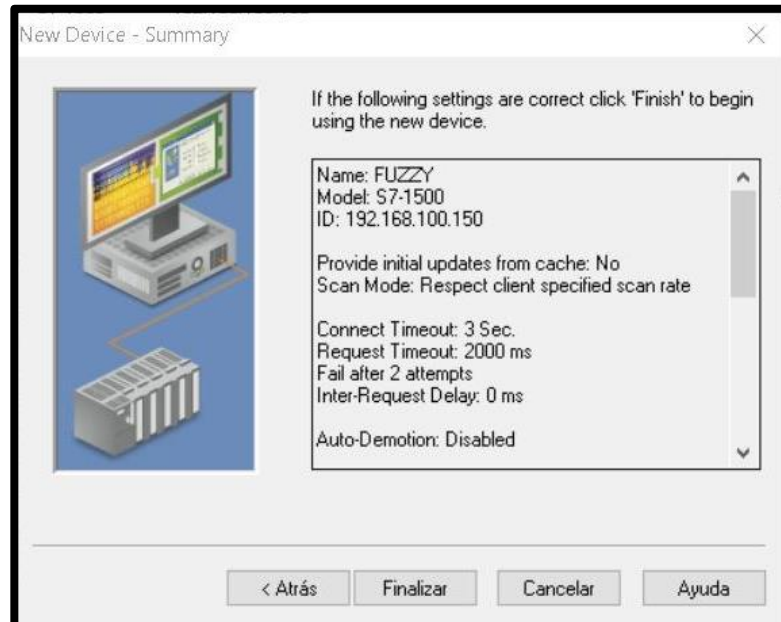 New Device - Summary
If the following settings are correct click 'Finish' to begin
using the new device.
Name: FUZZY
Model: S7-1500
ID: 192.168.100.150
Provide initial updates from cache: No
Scan Mode: Respect client specified scan rate
Connect Timeout: 3 Sec.
Request Timeout: 2000 ms
Fail after 2 attempts
Inter-Request Delay: 0 ms
Auto-Demotion: Disabled
< Atrás Finalizar Cancelar Ayuda